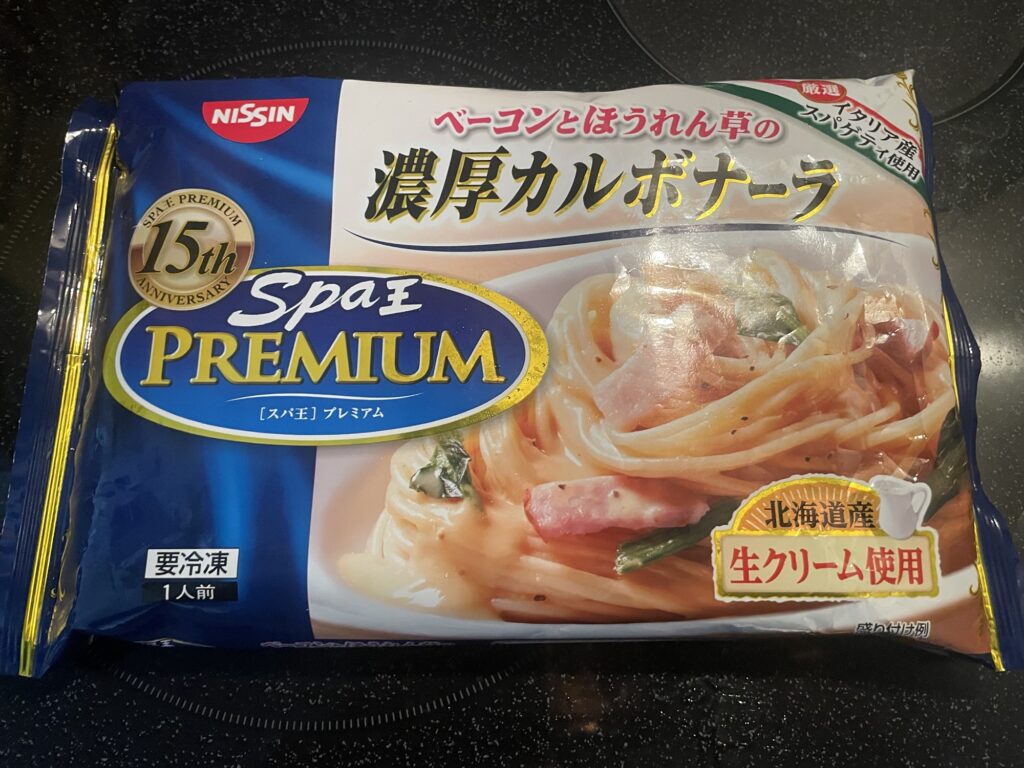 NISSIN
ベーコンとほうれん草の
濃厚カルボナーラ
厳選
イタリア産
スパゲティ使用
SPA王 PREMIUM
15th
ANNIVERSARY
Spa王
PREMIUM
[スパ王] プレミアム
北海道産
生クリーム使用
要冷凍
1人前
盛り付け例